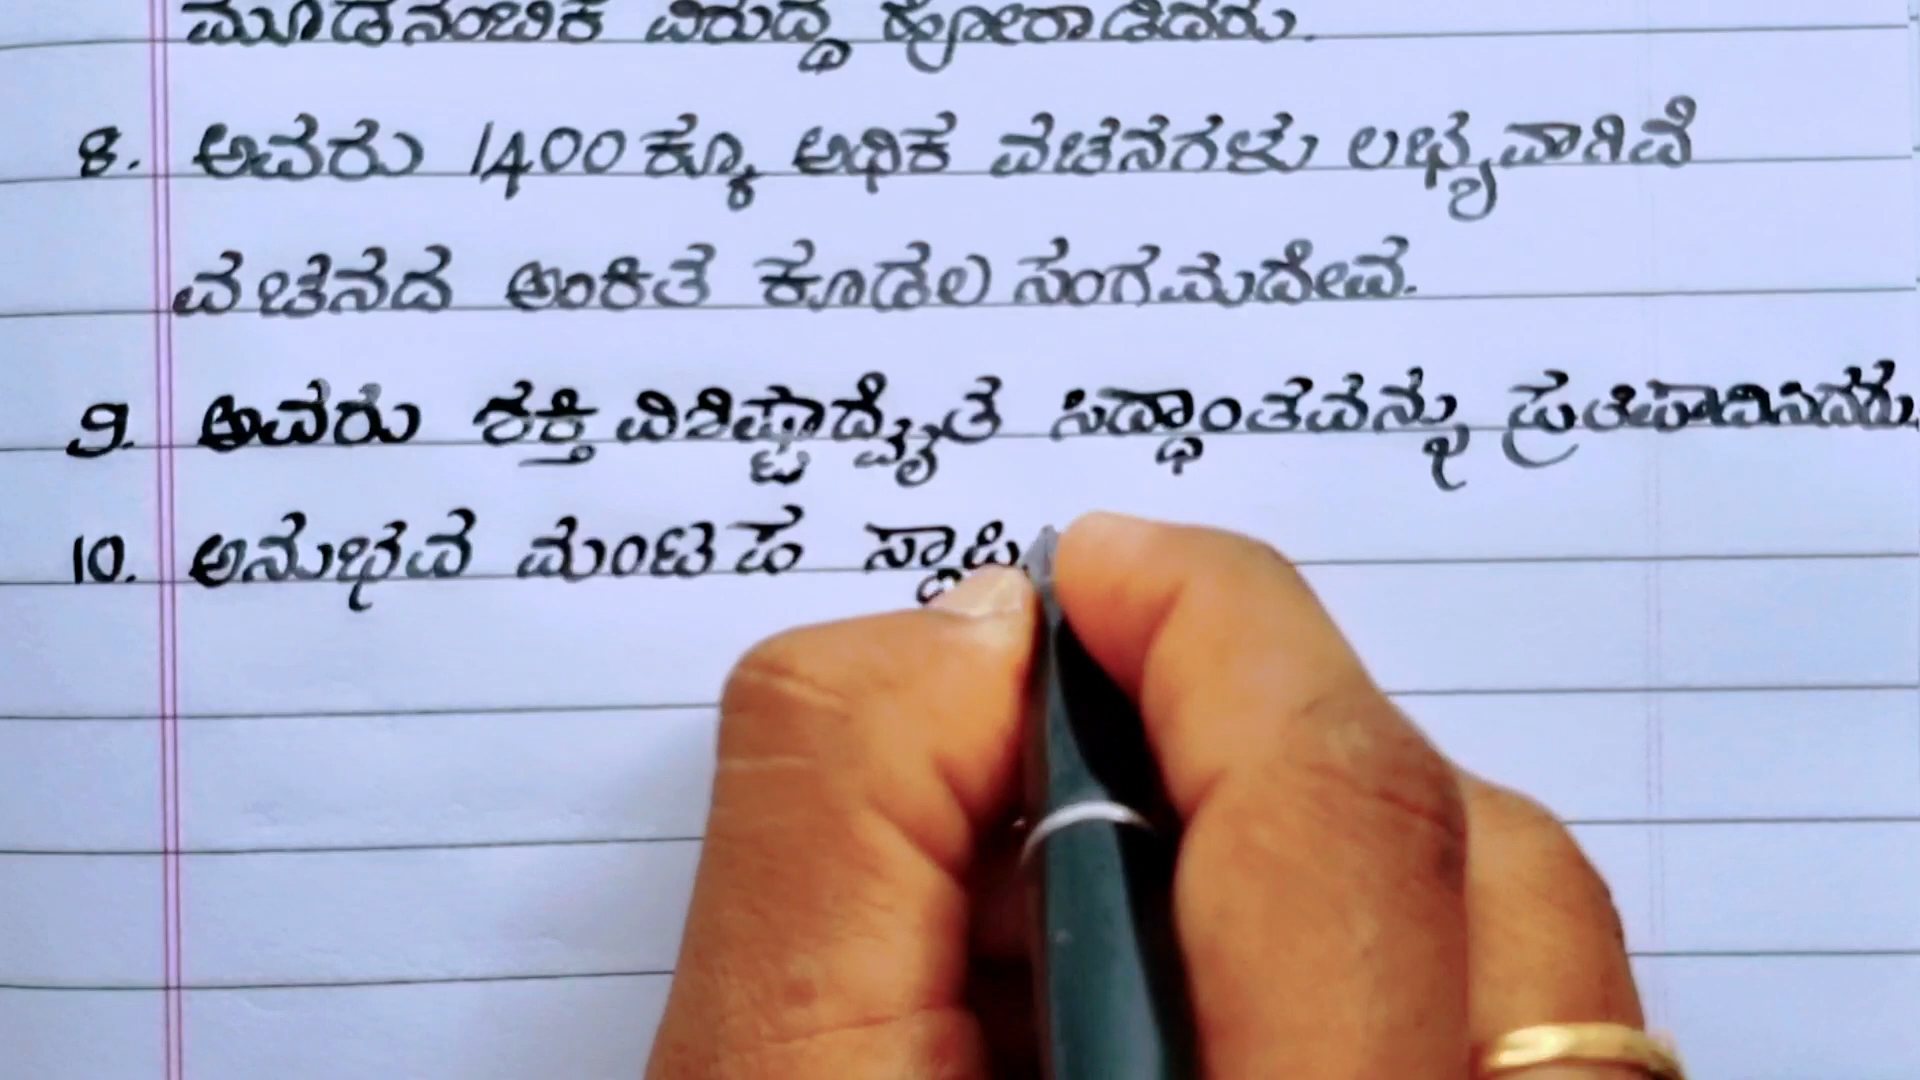 ಮೂಢನಂಬಿಕೆ ವಿರುದ್ಧ ಹೋರಾಡಿದರು.
8. ಅವರು 1400ಕ್ಕೂ ಅಧಿಕ ವಚನಗಳು ಲಭ್ಯವಾಗಿವೆ
ವಚನದ ಅಂಕಿತ ಕೂಡಲ ಸಂಗಮದೇವ.
9. ಅವರು ಶಕ್ತಿ ವಿಶಿಷ್ಟಾದ್ವೈತ ಸಿದ್ಧಾಂತವನ್ನು ಪ್ರತಿಪಾದಿಸಿದರು.
10. ಅನುಭವ ಮಂಟಪ ಸ್ಥಾಪಿ